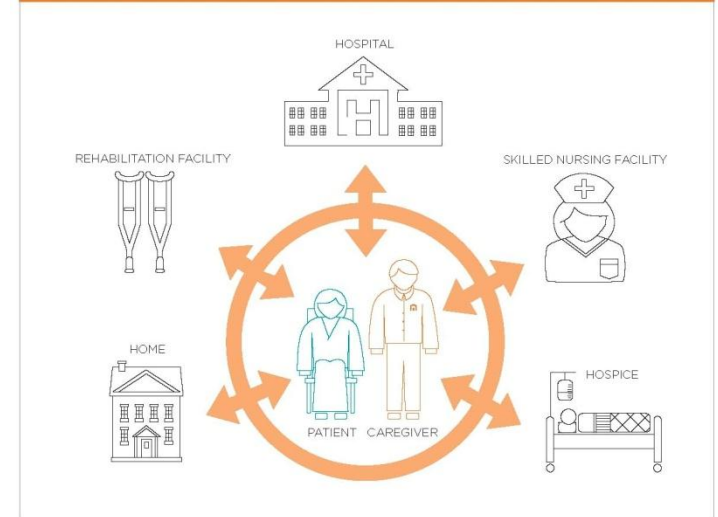 HOSPITAL
REHABILITATION FACILITY
SKILLED NURSING FACILITY
HOME
HOSPICE
PATIENT CAREGIVER